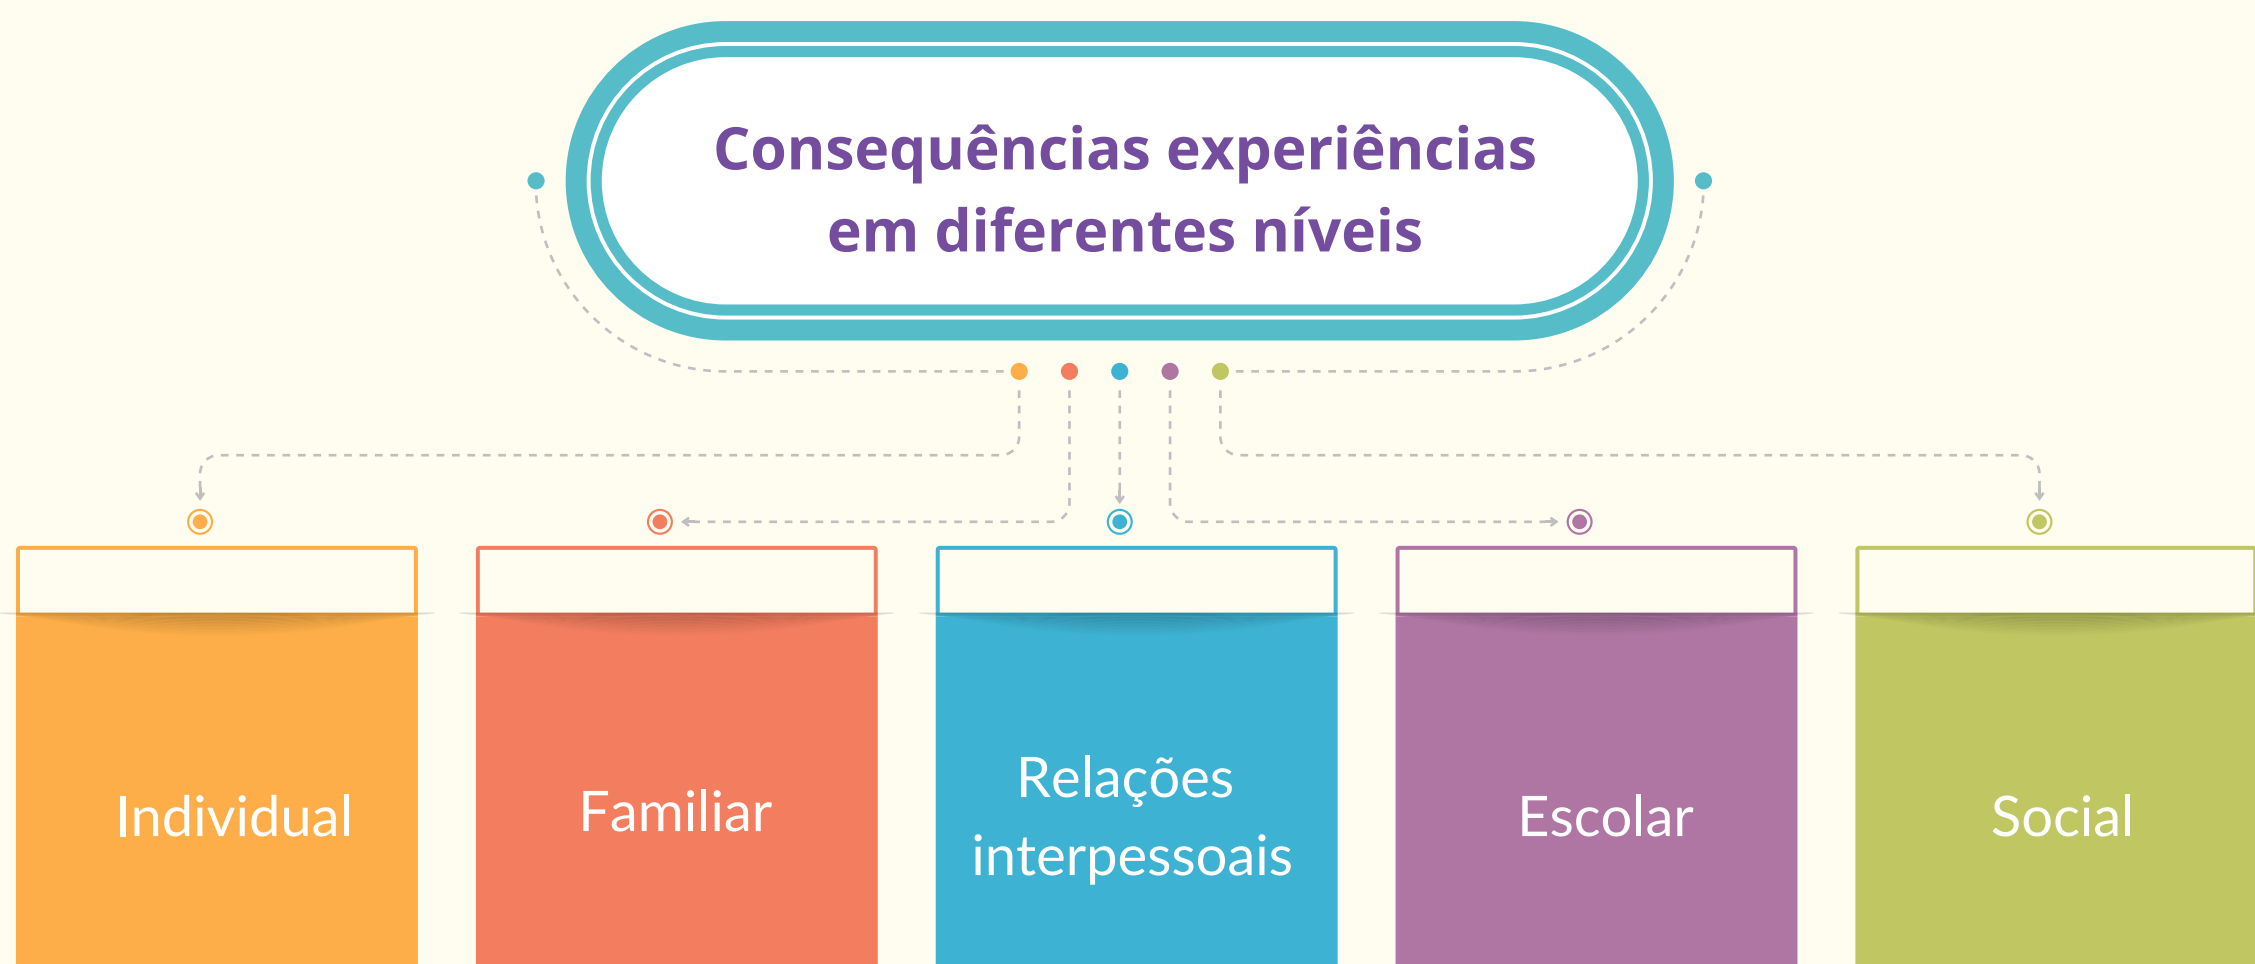 Consequências experiências
em diferentes níveis
Individual
Familiar
Relações
interpessoais
Escolar
Social